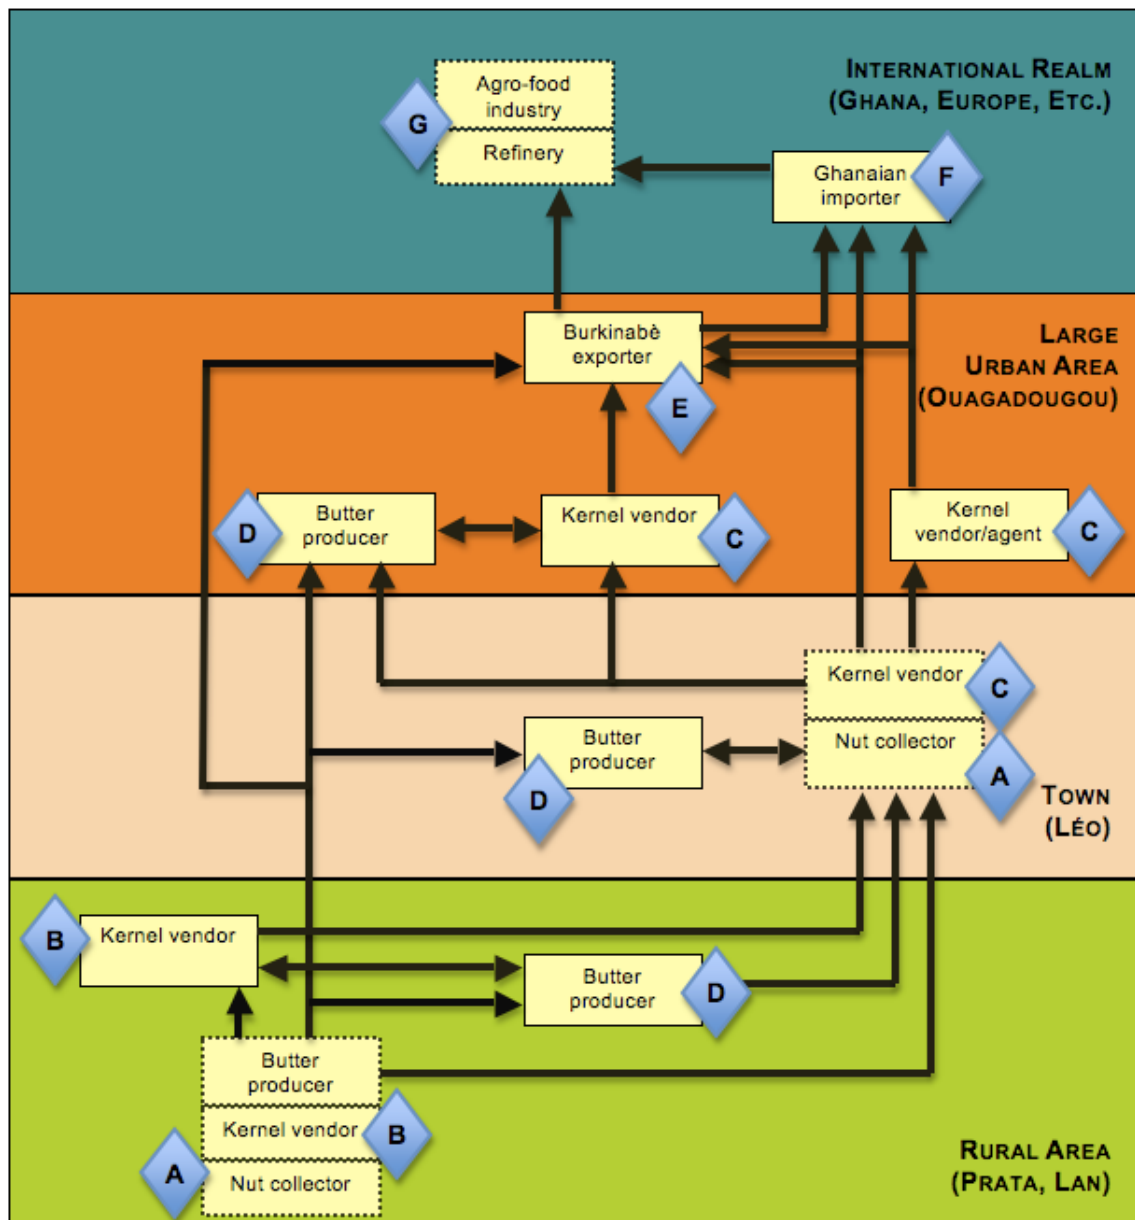 INTERNATIONAL REALM
(GHANA, EUROPE, ETC.)
Agro-food
industry
G
Refinery
Ghanaian
importer
F
LARGE
URBAN AREA
(OUAGADOUGOU)
Burkinabè
exporter
E
Butter
producer
D
Kernel vendor
C
Kernel
vendor/agent
C
Kernel vendor
C
Nut collector
A
Butter
producer
D
TOWN
(LÉO)
Kernel vendor
B
Butter
producer
D
Butter
producer
Kernel vendor
B
A
Nut collector
RURAL AREA
(PRATA, LAN)